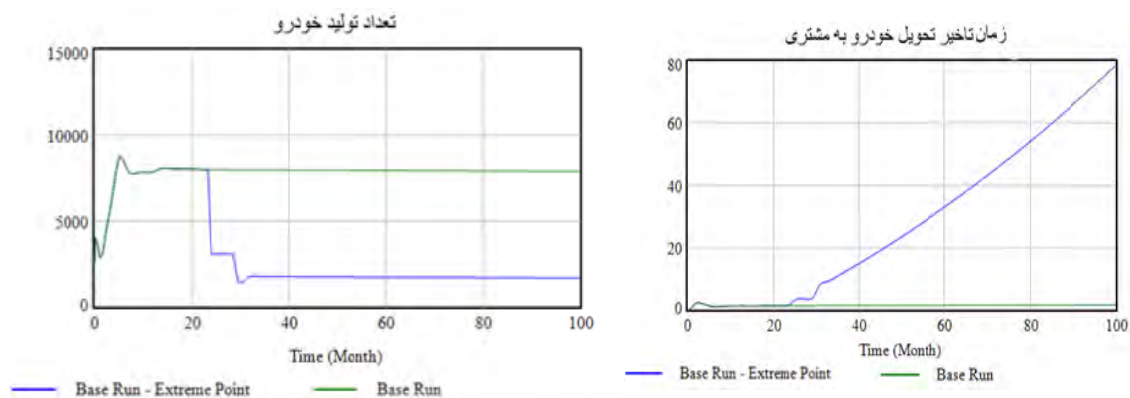 تعداد تولید خودرو
15000
10000
5000
0
0 20 40 60 80 100
Time (Month)
Base Run - Extreme Point Base Run
زمان تاخیر تحویل خودرو به مشتری
80
60
40
20
0
0 20 40 60 80 100
Time (Month)
Base Run - Extreme Point Base Run